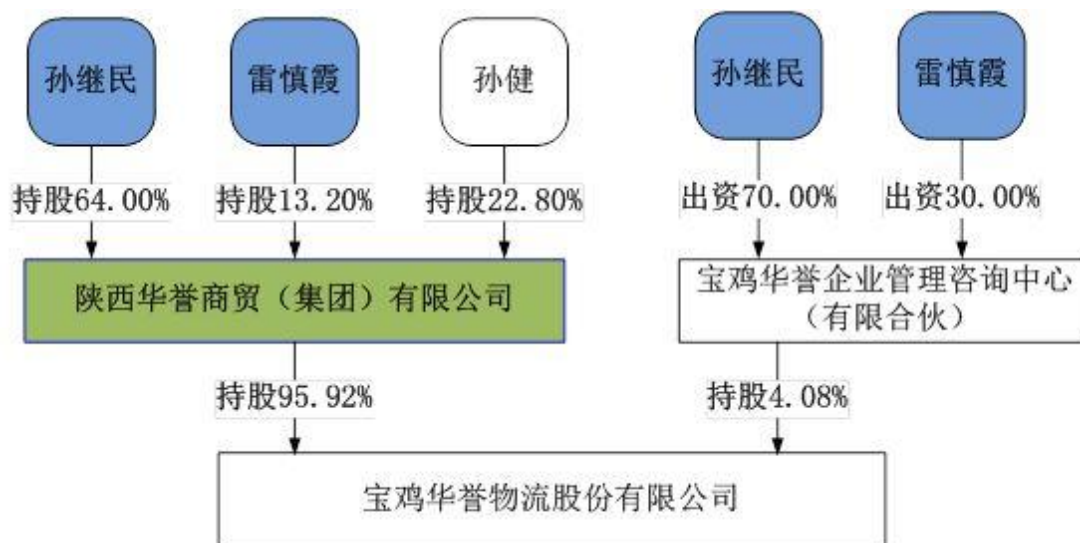 孙继民
雷慎霞
孙健
孙继民
雷慎霞
持股64.00%
持股13.20%
持股22.80%
出资70.00%
出资30.00%
陕西华誉商贸（集团）有限公司
宝鸡华誉企业管理咨询中心
（有限合伙）
持股95.92%
持股4.08%
宝鸡华誉物流股份有限公司